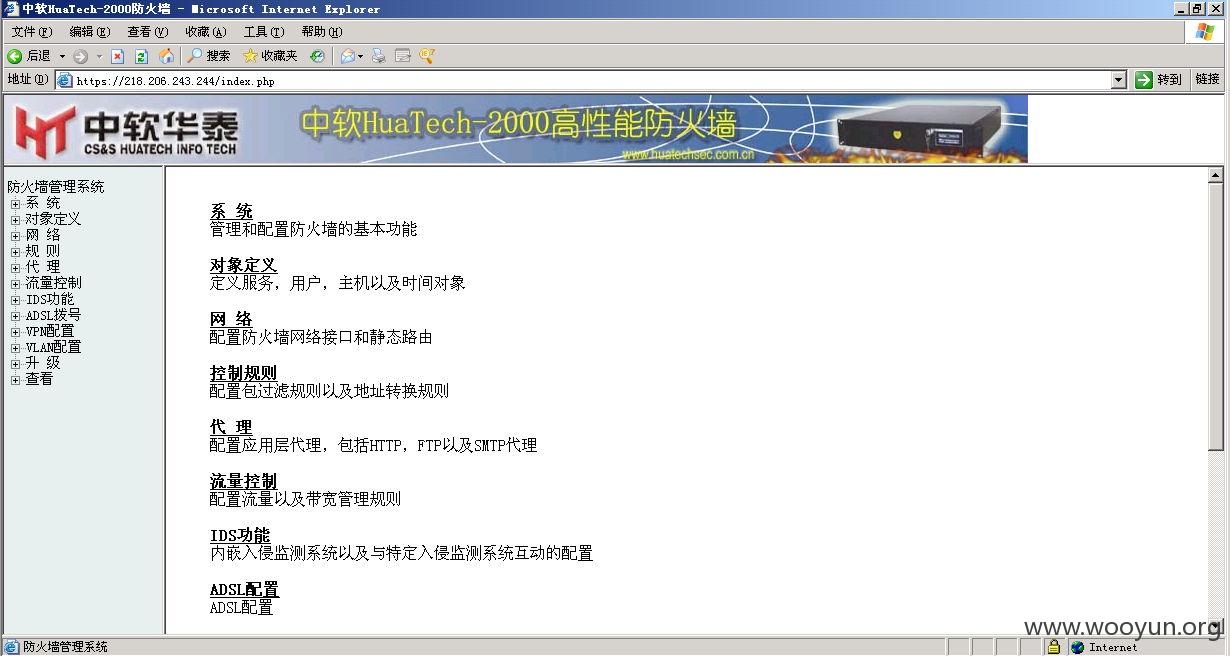 中软HuaTech-2000防火墙 - Microsoft Internet Explorer
文件(F) 编辑(E) 查看(V) 收藏(A) 工具(T) 帮助(H)
后退 搜索 收藏夹
地址(D) https://218.206.243.244/index.php 转到 链接
HT 中软华泰
CS&S HUATECH INFO TECH
中软HuaTech-2000高性能防火墙
www.huatechsec.com.cn
防火墙管理系统
系 统
对象定义
网 络
规 则
代 理
流量控制
IDS功能
ADSL拨号
VPN配置
VLAN配置
升 级
查看
系 统
管理和配置防火墙的基本功能
对象定义
定义服务，用户，主机以及时间对象
网 络
配置防火墙网络接口和静态路由
控制规则
配置包过滤规则以及地址转换规则
代 理
配置应用层代理，包括HTTP，FTP以及SMTP代理
流量控制
配置流量以及带宽管理规则
IDS功能
内嵌入侵监测系统以及与特定入侵监测系统互动的配置
ADSL配置
ADSL配置
www.wooyun.org
防火墙管理系统
Internet